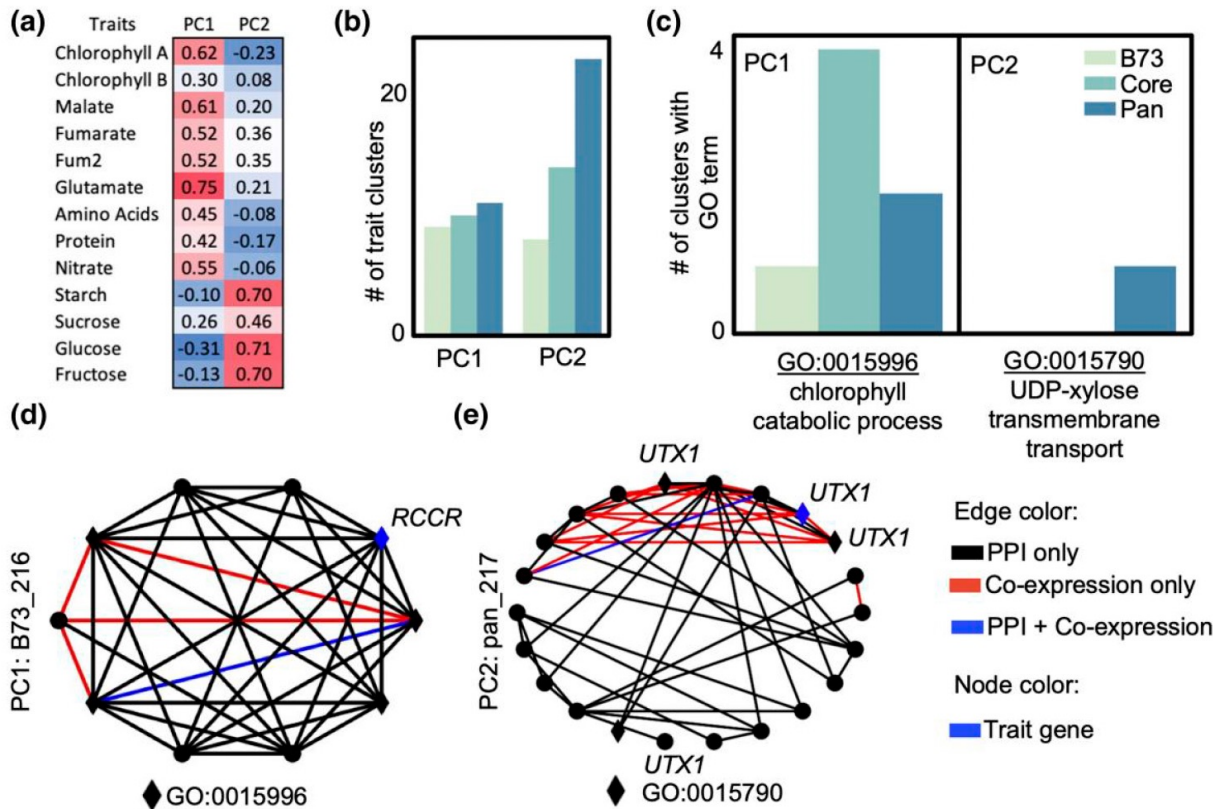 (a)
Traits PC1 PC2
Chlorophyll A 0.62 -0.23
Chlorophyll B 0.30 0.08
Malate 0.61 0.20
Fumarate 0.52 0.36
Fum2 0.52 0.35
Glutamate 0.75 0.21
Amino Acids 0.45 -0.08
Protein 0.42 -0.17
Nitrate 0.55 -0.06
Starch -0.10 0.70
Sucrose 0.26 0.46
Glucose -0.31 0.71
Fructose -0.13 0.70
(b)
# of trait clusters
20
0
PC1 PC2
(c)
# of clusters with
GO term
4
0
PC1
PC2
B73
Core
Pan
GO:0015996
chlorophyll
catabolic process
GO:0015790
UDP-xylose
transmembrane
transport
(d)
PC1: B73_216
RCCR
GO:0015996
(e)
PC2: pan_217
UTX1
UTX1
UTX1
UTX1
GO:0015790
Edge color:
PPI only
Co-expression only
PPI + Co-expression
Node color:
Trait gene